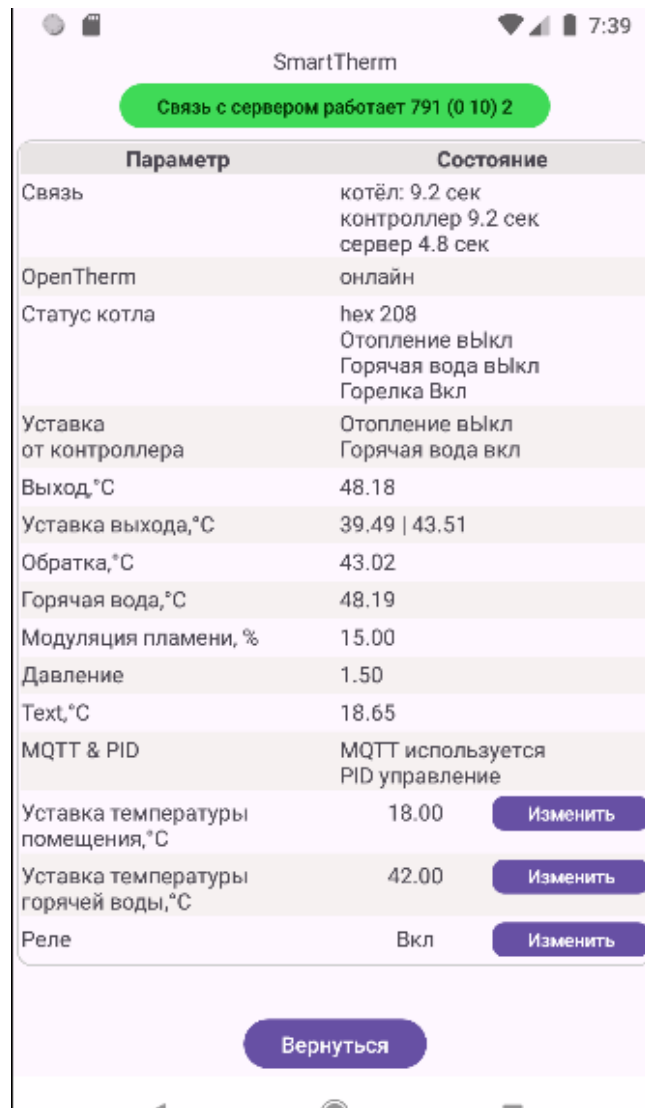 7:39
SmartTherm
Связь с сервером работает 791 (0 10) 2
Параметр Состояние
Связь котёл: 9.2 сек
контроллер 9.2 сек
сервер 4.8 сек
OpenTherm онлайн
Статус котла hex 208
Отопление вЫкл
Горячая вода вЫкл
Горелка Вкл
Уставка Отопление вЫкл
от контроллера Горячая вода вкл
Выход,°C 48.18
Уставка выхода,°C 39.49 | 43.51
Обратка,°C 43.02
Горячая вода,°C 48.19
Модуляция пламени, % 15.00
Давление 1.50
Text,°C 18.65
MQTT & PID MQTT используется
PID управление
Уставка температуры 18.00 Изменить
помещения,°C
Уставка температуры 42.00 Изменить
горячей воды,°C
Реле Вкл Изменить
Вернуться